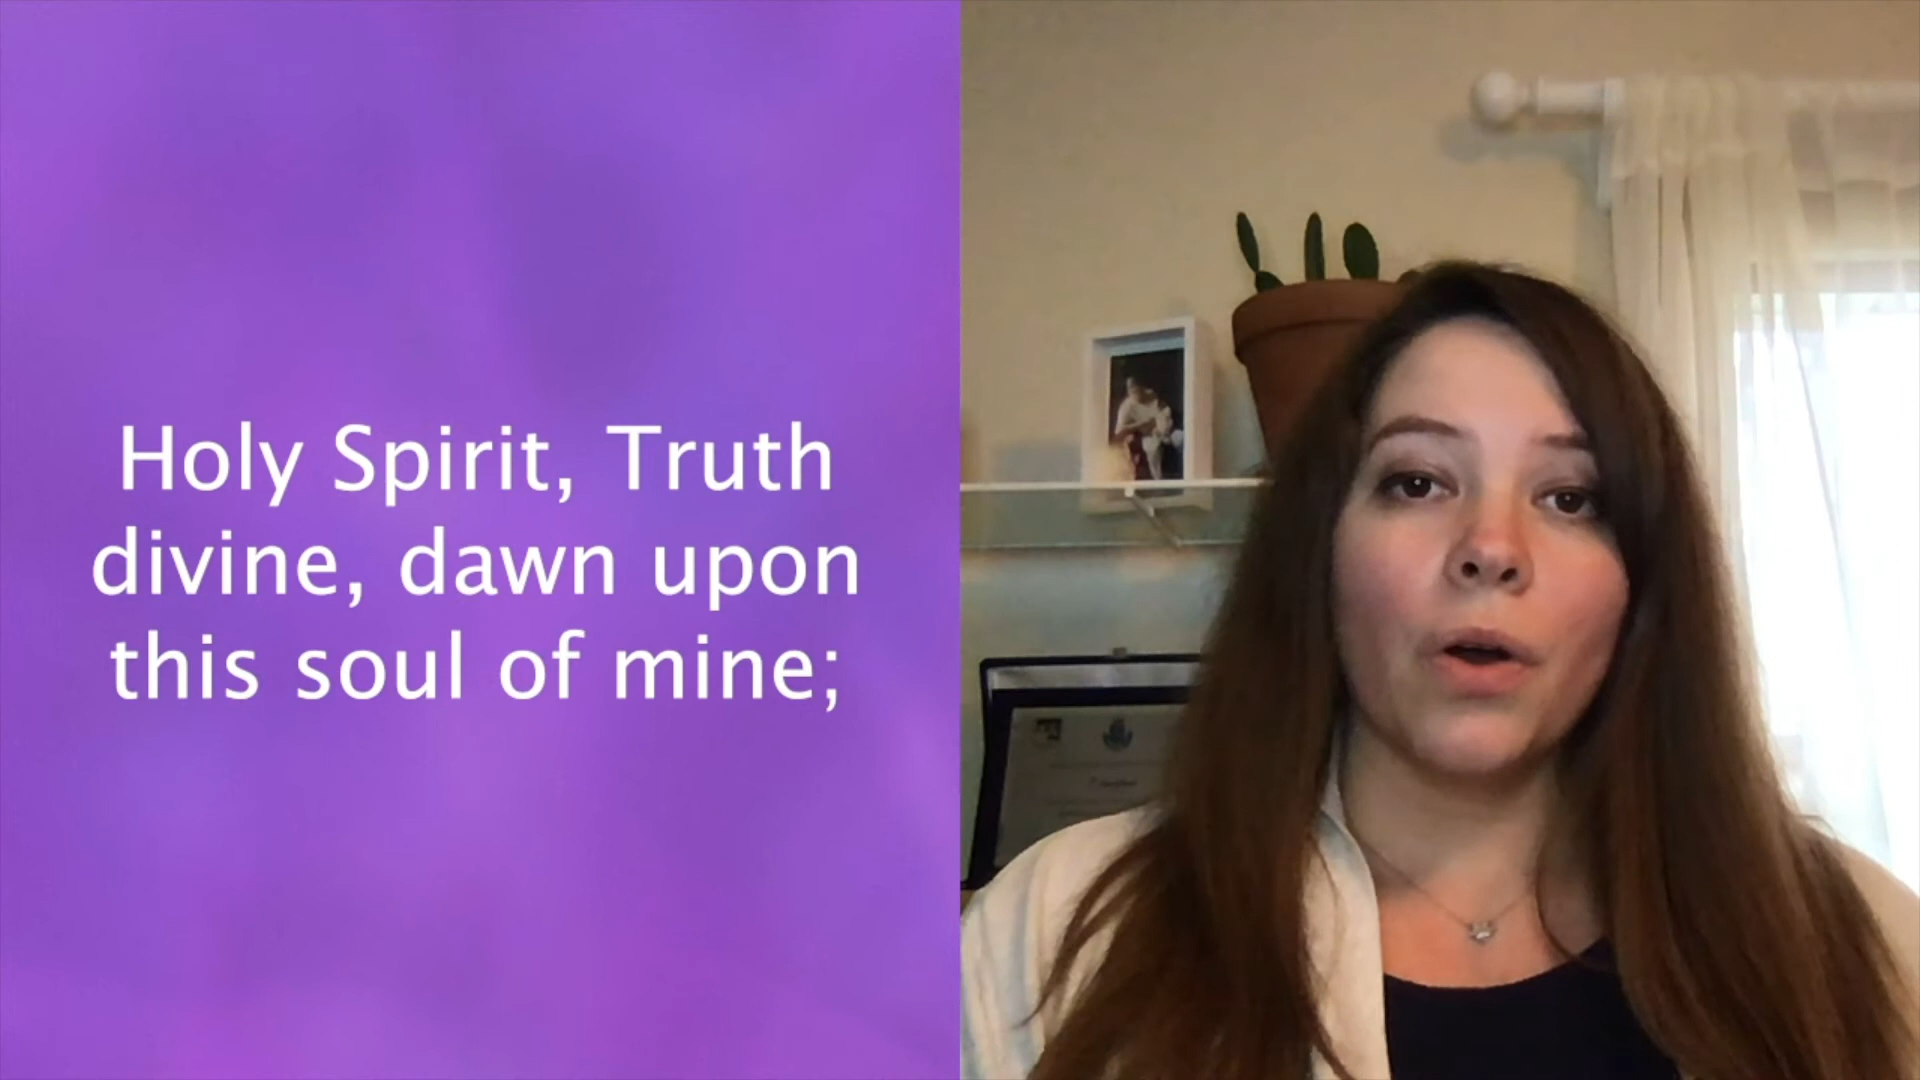 Holy Spirit, Truth
divine, dawn upon
this soul of mine;